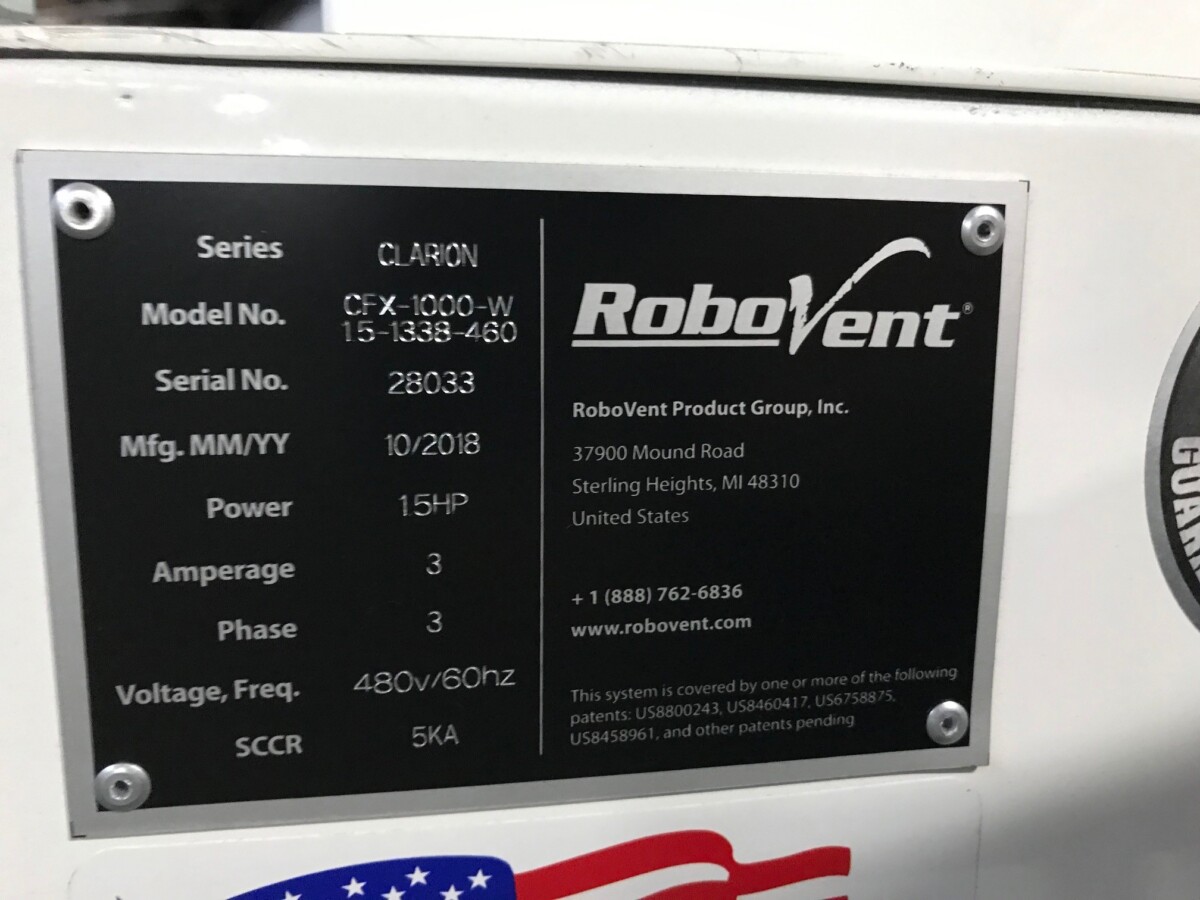 Series CLARION
Model No. CFX-1000-W
15-1338-460
Serial No. 28033
Mfg. MM/YY 10/2018
Power 1.5HP
Amperage 3
Phase 3
Voltage, Freq. 480v/60hz
SCCR 5KA
RoboVent®
RoboVent Product Group, Inc.
37900 Mound Road
Sterling Heights, MI 48310
United States
+ 1 (888) 762-6836
www.robovent.com
This system is covered by one or more of the following
patents: US8800243, US8460417, US6758875,
US8458961, and other patents pending